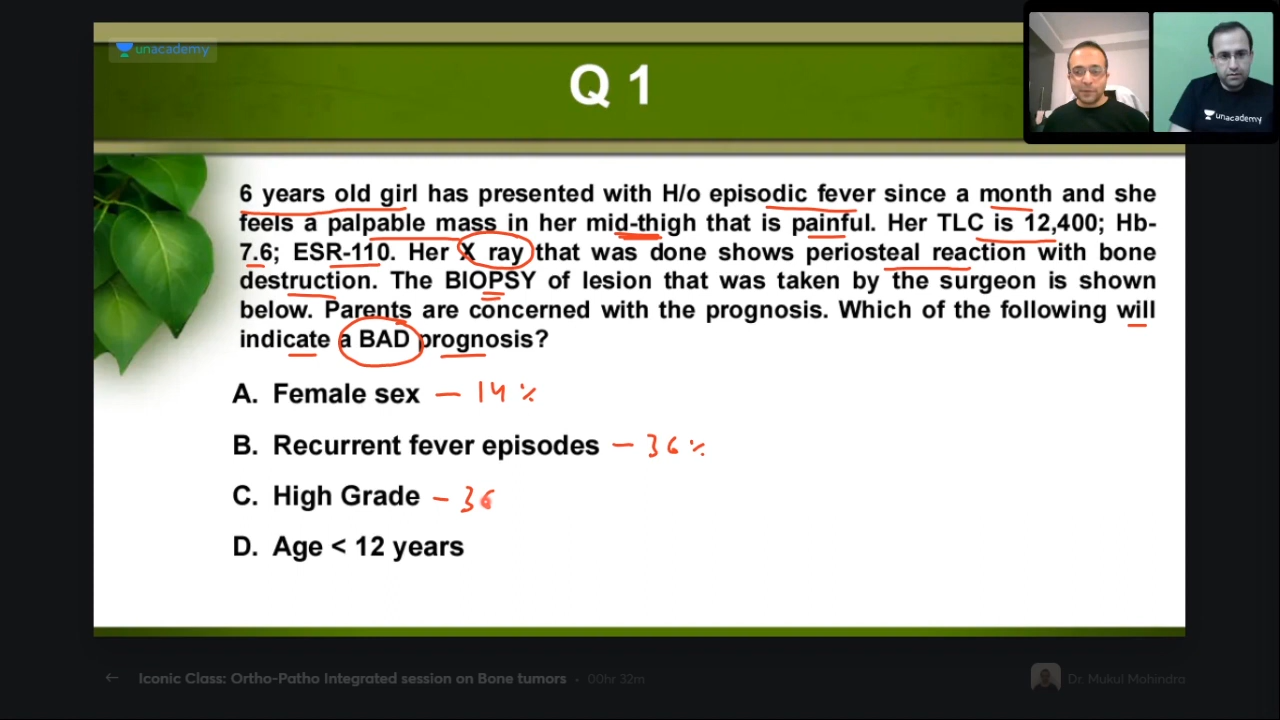 unacademy
Q 1
unacademy
6 years old girl has presented with H/o episodic fever since a month and she
feels a palpable mass in her mid-thigh that is painful. Her TLC is 12,400; Hb-
7.6; ESR-110. Her X ray that was done shows periosteal reaction with bone
destruction. The BIOPSY of lesion that was taken by the surgeon is shown
below. Parents are concerned with the prognosis. Which of the following will
indicate a BAD prognosis?
A. Female sex – 14 %
B. Recurrent fever episodes – 36 %
C. High Grade – 36
D. Age < 12 years
← Iconic Class: Ortho-Patho Integrated session on Bone tumors • 00hr 32m
Dr. Mukul Mohindra